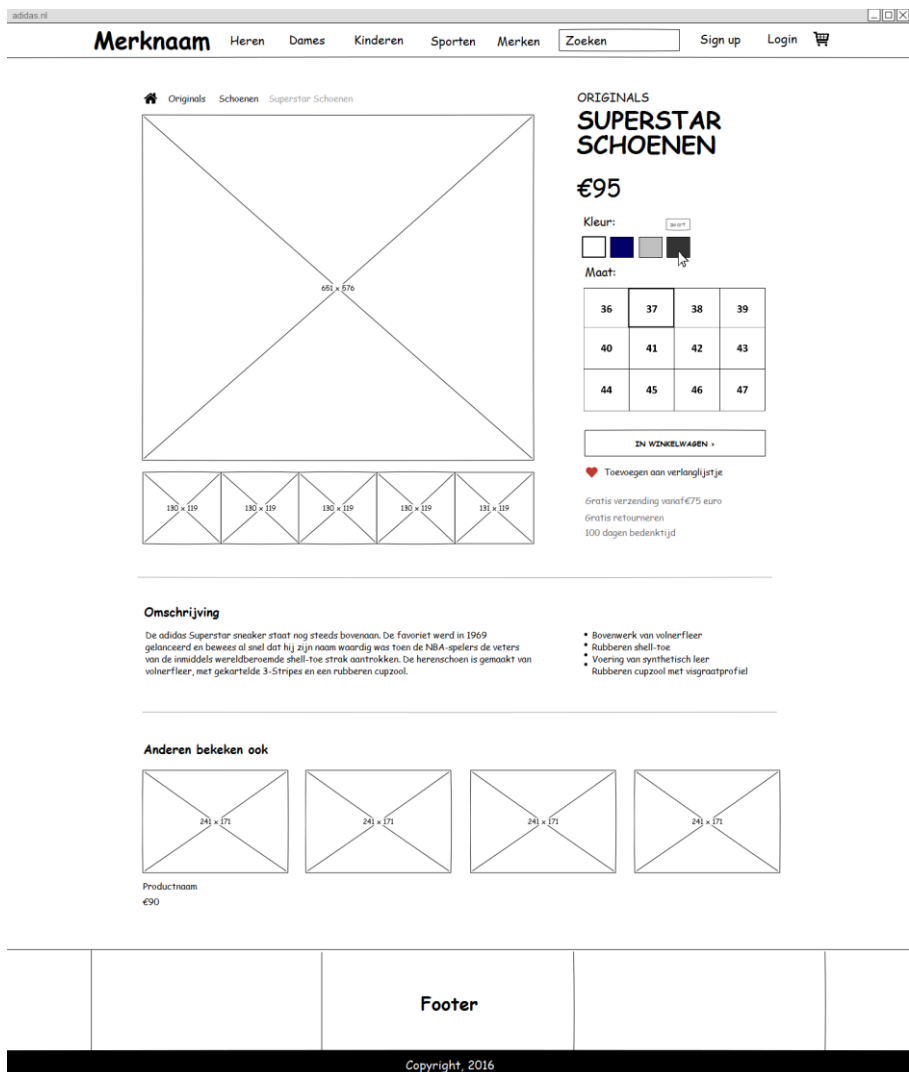 adidas.nl
Merknaam Heren Dames Kinderen Sporten Merken Zoeken Sign up Login
Originals Schoenen Superstar Schoenen
651 x 576
130 x 119 130 x 119 130 x 119 130 x 119 131 x 119
ORIGINALS
SUPERSTAR
SCHOENEN
€95
Kleur:
zwart
Maat:
36 37 38 39
40 41 42 43
44 45 46 47
IN WINKELWAGEN >
Toevoegen aan verlanglijstje
Gratis verzending vanaf€75 euro
Gratis retourneren
100 dagen bedenktijd
Omschrijving
De adidas Superstar sneaker staat nog steeds bovenaan. De favoriet werd in 1969
gelanceerd en bewees al snel dat hij zijn naam waardig was toen de NBA-spelers de veters
van de inmiddels wereldberoemde shell-toe strak aantrokken. De herenschoen is gemaakt van
volnerfleer, met gekartelde 3-Stripes en een rubberen cupzool.
• Bovenwerk van volnerfleer
• Rubberen shell-toe
• Voering van synthetisch leer
• Rubberen cupzool met visgraatprofiel
Anderen bekeken ook
241 x 171 241 x 171 241 x 171 241 x 171
Productnaam
€90
Footer
Copyright, 2016